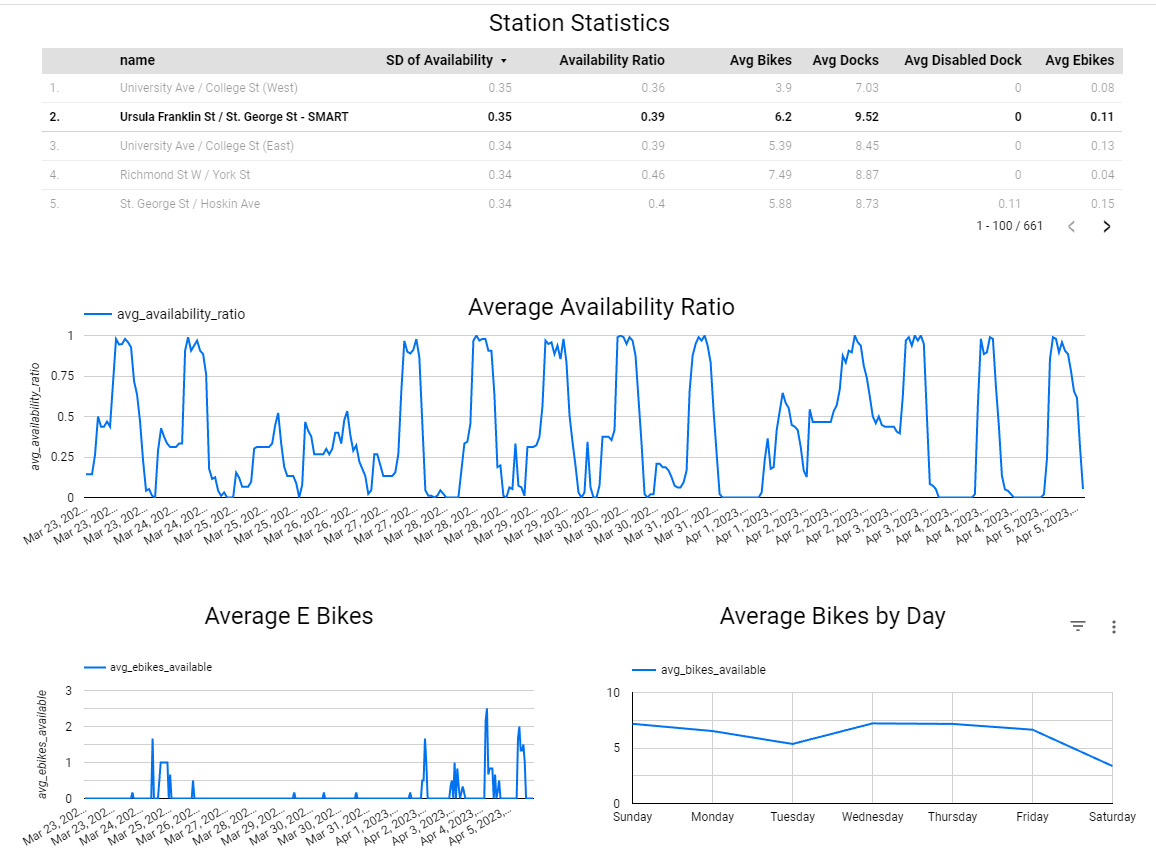 Station Statistics
name SD of Availability Availability Ratio Avg Bikes Avg Docks Avg Disabled Dock Avg Ebikes
1. University Ave / College St (West) 0.35 0.36 3.9 7.03 0 0.08
2. Ursula Franklin St / St. George St - SMART 0.35 0.39 6.2 9.52 0 0.11
3. University Ave / College St (East) 0.34 0.39 5.39 8.45 0 0.13
4. Richmond St W / York St 0.34 0.46 7.49 8.87 0 0.04
5. St. George St / Hoskin Ave 0.34 0.4 5.88 8.73 0.11 0.15
1 - 100 / 661
Average Availability Ratio
avg_availability_ratio
avg_availability_ratio
1
0.75
0.5
0.25
0
Mar 23, 202... Mar 23, 202... Mar 23, 202... Mar 24, 202... Mar 24, 202... Mar 25, 202... Mar 25, 202... Mar 25, 202... Mar 26, 202... Mar 26, 202... Mar 27, 202... Mar 27, 202... Mar 28, 202... Mar 28, 202... Mar 28, 202... Mar 29, 202... Mar 29, 202... Mar 30, 202... Mar 30, 202... Mar 30, 202... Mar 31, 202... Mar 31, 202... Apr 1, 2023,... Apr 1, 2023,... Apr 2, 2023,... Apr 2, 2023,... Apr 3, 2023,... Apr 3, 2023,... Apr 4, 2023,... Apr 4, 2023,... Apr 5, 2023,... Apr 5, 2023,...
Average E Bikes
avg_ebikes_available
avg_ebikes_available
3
2
1
0
Mar 23, 202... Mar 23, 202... Mar 24, 202... Mar 25, 202... Mar 26, 202... Mar 27, 202... Mar 28, 202... Mar 29, 202... Mar 30, 202... Mar 30, 202... Mar 31, 202... Apr 1, 2023,... Apr 2, 2023,... Apr 3, 2023,... Apr 4, 2023,... Apr 5, 2023,...
Average Bikes by Day
avg_bikes_available
10
5
0
Sunday Monday Tuesday Wednesday Thursday Friday Saturday